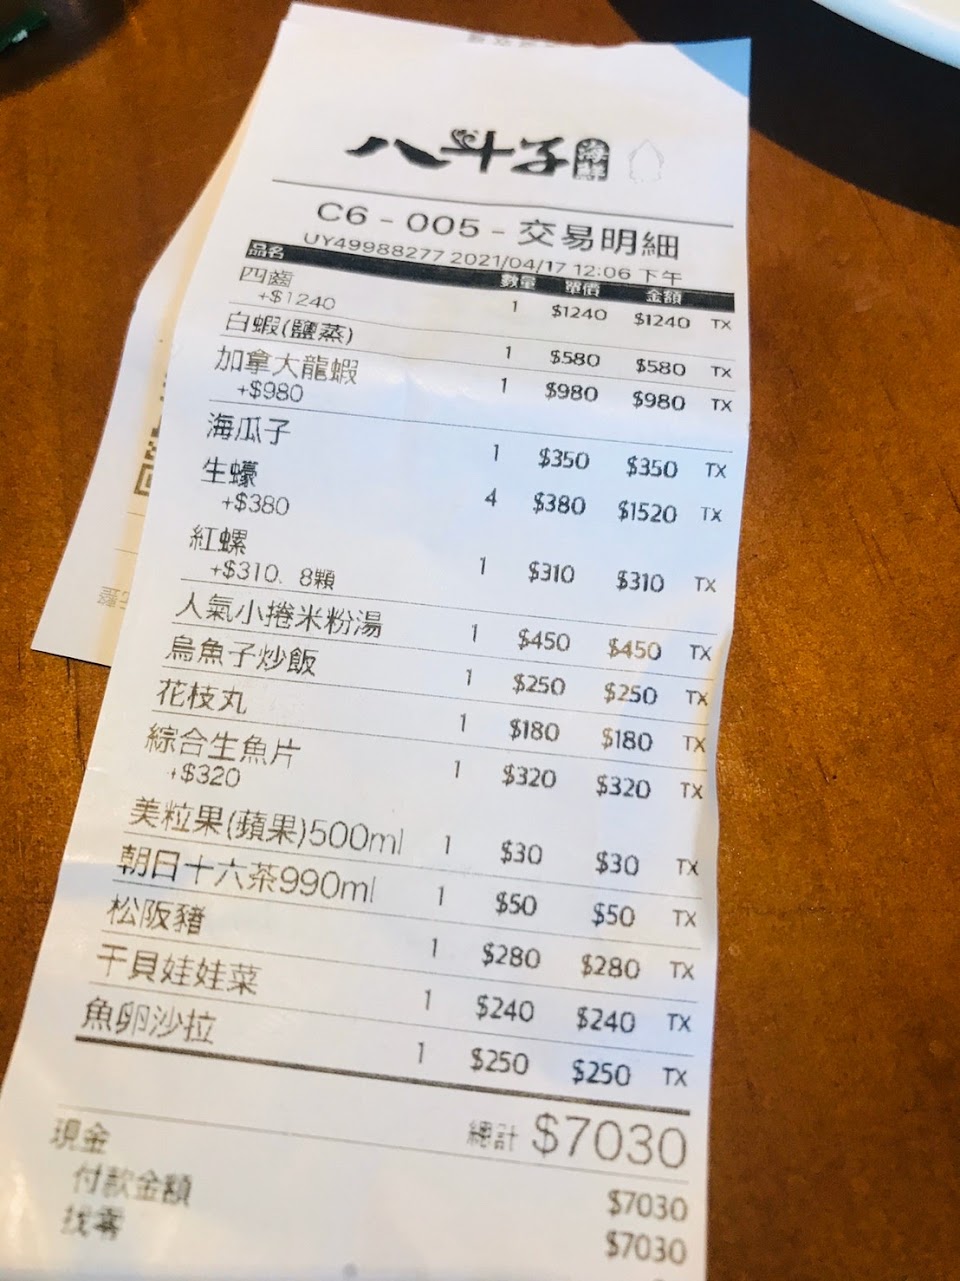 八斗子 海鮮
C6 - 005 - 交易明細
UY49988277 2021/04/17 12:06 下午
品名 數量 單價 金額
四齒 1 $1240 $1240 TX
+$1240
白蝦(鹽蒸) 1 $580 $580 TX
加拿大龍蝦 1 $980 $980 TX
+$980
海瓜子 1 $350 $350 TX
生蠔 4 $380 $1520 TX
+$380
紅螺 1 $310 $310 TX
+$310、8顆
人氣小捲米粉湯 1 $450 $450 TX
烏魚子炒飯 1 $250 $250 TX
花枝丸 1 $180 $180 TX
綜合生魚片 1 $320 $320 TX
+$320
美粒果(蘋果)500ml 1 $30 $30 TX
朝日十六茶990ml 1 $50 $50 TX
松阪豬 1 $280 $280 TX
干貝娃娃菜 1 $240 $240 TX
魚卵沙拉 1 $250 $250 TX
總計 $7030
現金 $7030
付款金額 $7030
找零